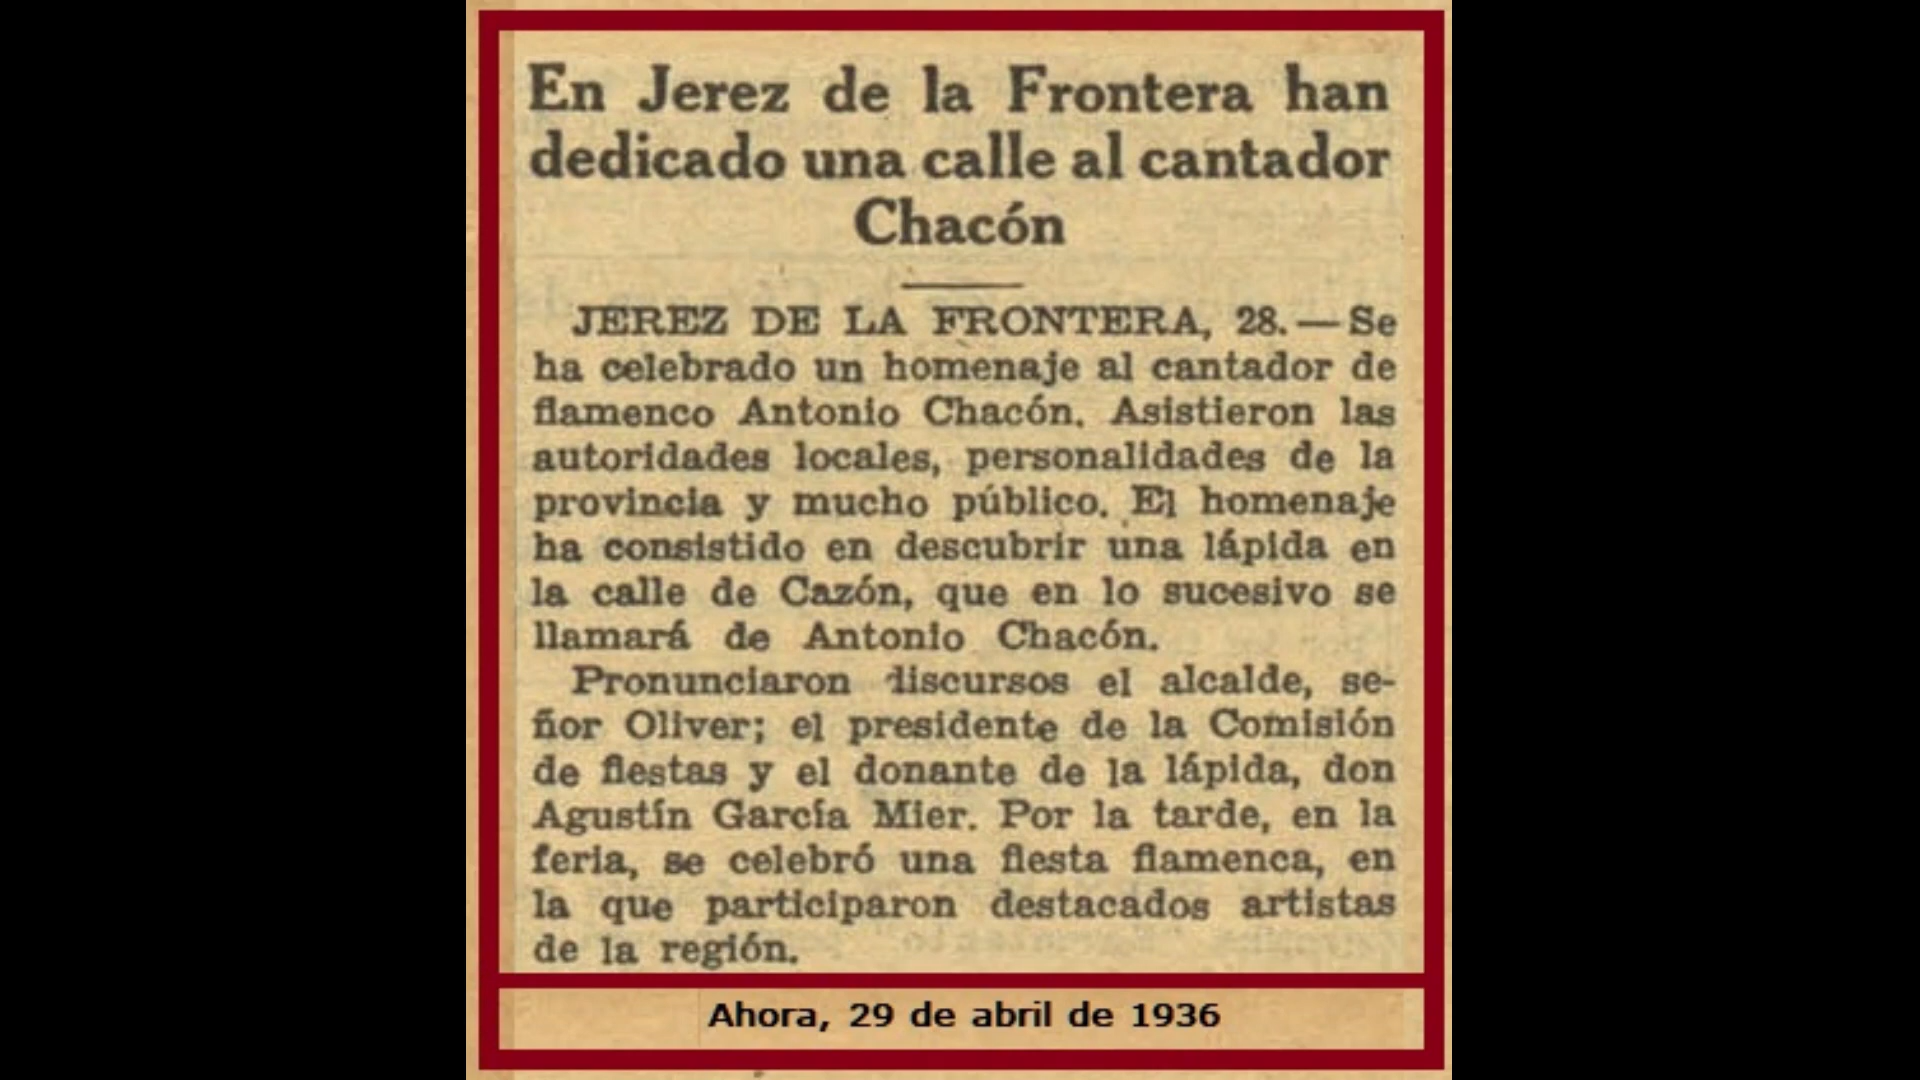 En Jerez de la Frontera han
dedicado una calle al cantador
Chacón
JEREZ DE LA FRONTERA, 28.—Se
ha celebrado un homenaje al cantador de
flamenco Antonio Chacón. Asistieron las
autoridades locales, personalidades de la
provincia y mucho público. El homenaje
ha consistido en descubrir una lápida en
la calle de Cazón, que en lo sucesivo se
llamará de Antonio Chacón.
Pronunciaron discursos el alcalde, se-
ñor Oliver; el presidente de la Comisión
de fiestas y el donante de la lápida, don
Agustín García Mier. Por la tarde, en la
feria, se celebró una fiesta flamenca, en
la que participaron destacados artistas
de la región.
Ahora, 29 de abril de 1936